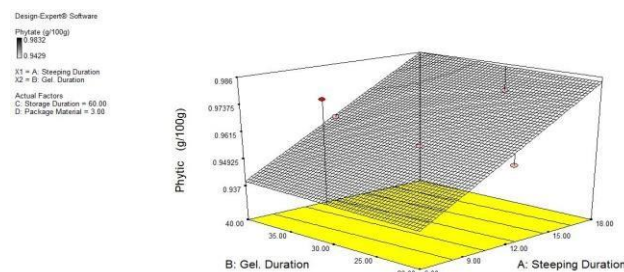 Design-Expert® Software
Phytate (g/100g)
0.9832
0.9429
X1 = A: Steeping Duration
X2 = B: Gel. Duration
Actual Factors
C: Storage Duration = 60.00
D: Package Material = 3.00
0.986
0.97375
0.9615
0.94926
0.937
Phytic (g/100g)
40.00
35.00
30.00
25.00
18.00
15.00
12.00
9.00
B: Gel. Duration
A: Steeping Duration